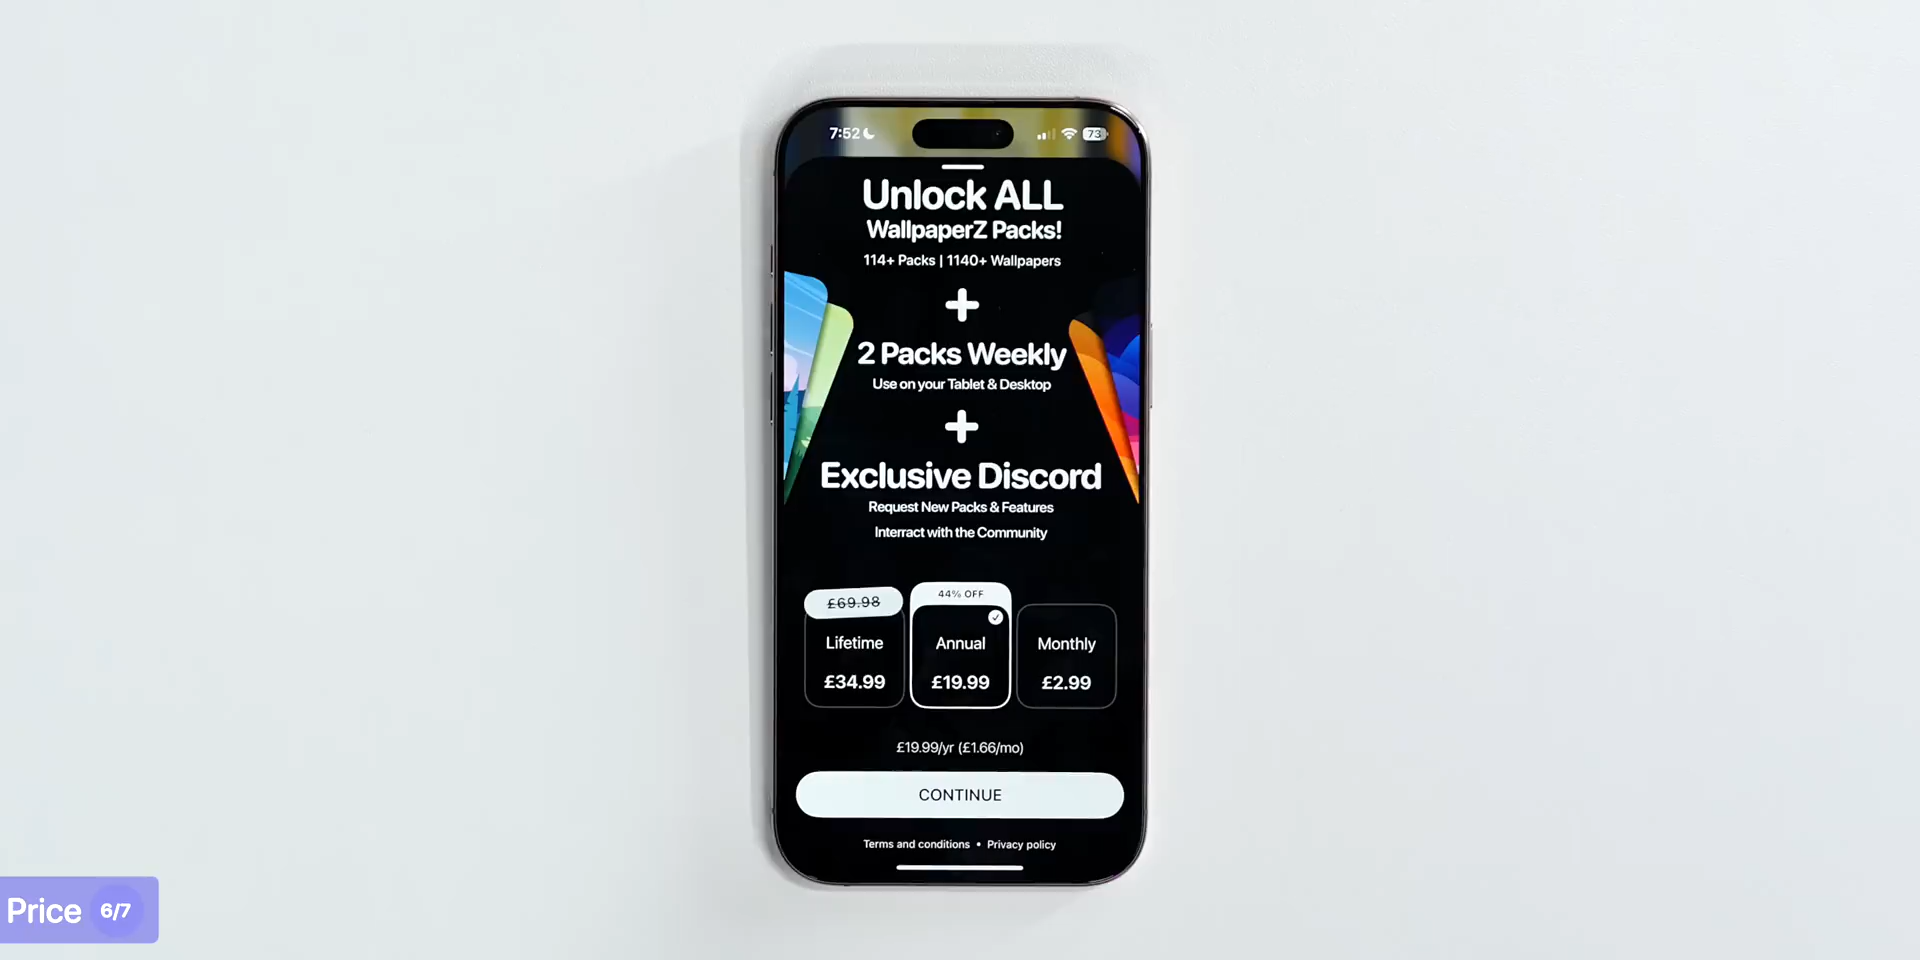 7:52
73
Unlock ALL
WallpaperZ Packs!
114+ Packs | 1140+ Wallpapers
2 Packs Weekly
Use on your Tablet & Desktop
Exclusive Discord
Request New Packs & Features
Interract with the Community
£69.98
44% OFF
Lifetime
Annual
Monthly
£34.99
£19.99
£2.99
£19.99/yr (£1.66/mo)
CONTINUE
Terms and conditions • Privacy policy
Price 6/7